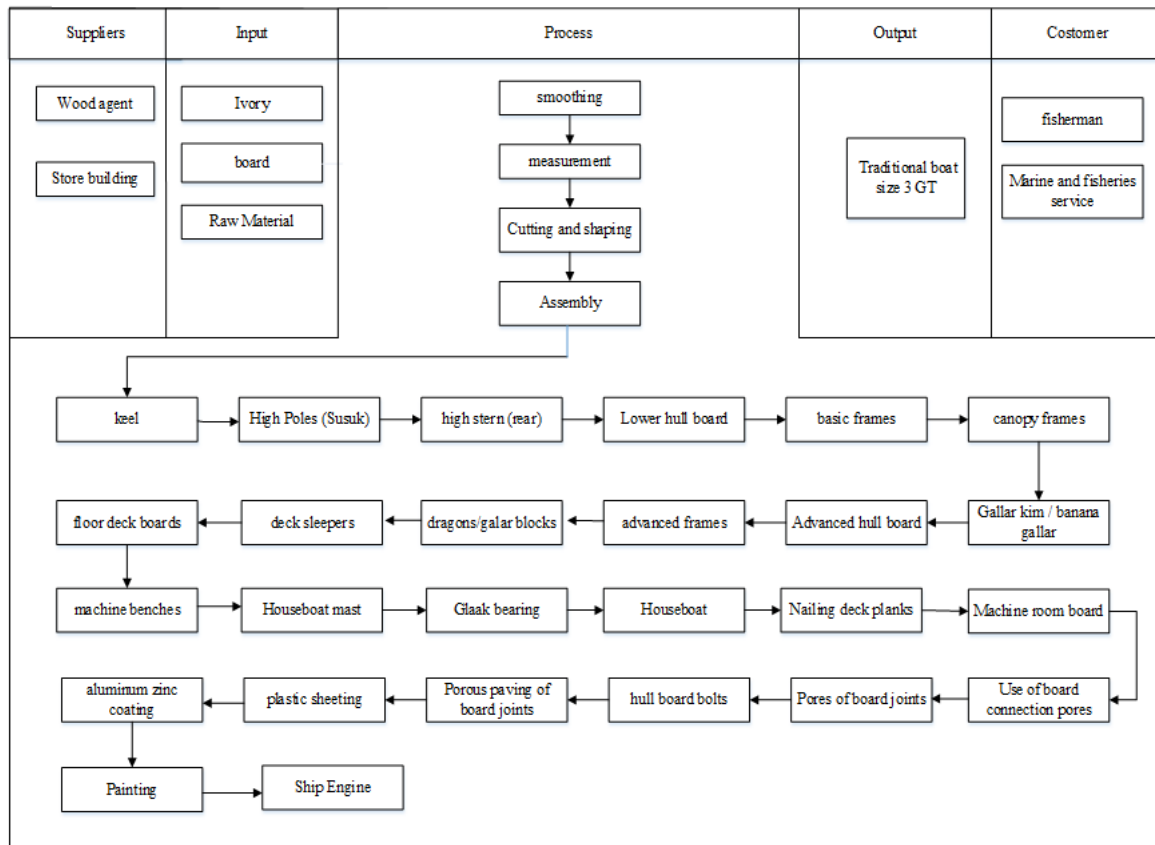 Suppliers
Input
Process
Output
Costomer
Wood agent
Store building
Ivory
board
Raw Material
smoothing
measurement
Cutting and shaping
Assembly
Traditional boat
size 3 GT
fisherman
Marine and fisheries
service
keel
High Poles (Susuk)
high stern (rear)
Lower hull board
basic frames
canopy frames
floor deck boards
deck sleepers
dragons/galar blocks
advanced frames
Advanced hull board
Gallar kim / banana
gallar
machine benches
Houseboat mast
Glaak bearing
Houseboat
Nailing deck planks
Machine room board
aluminum zinc
coating
plastic sheeting
Porous paving of
board joints
hull board bolts
Pores of board joints
Use of board
connection pores
Painting
Ship Engine